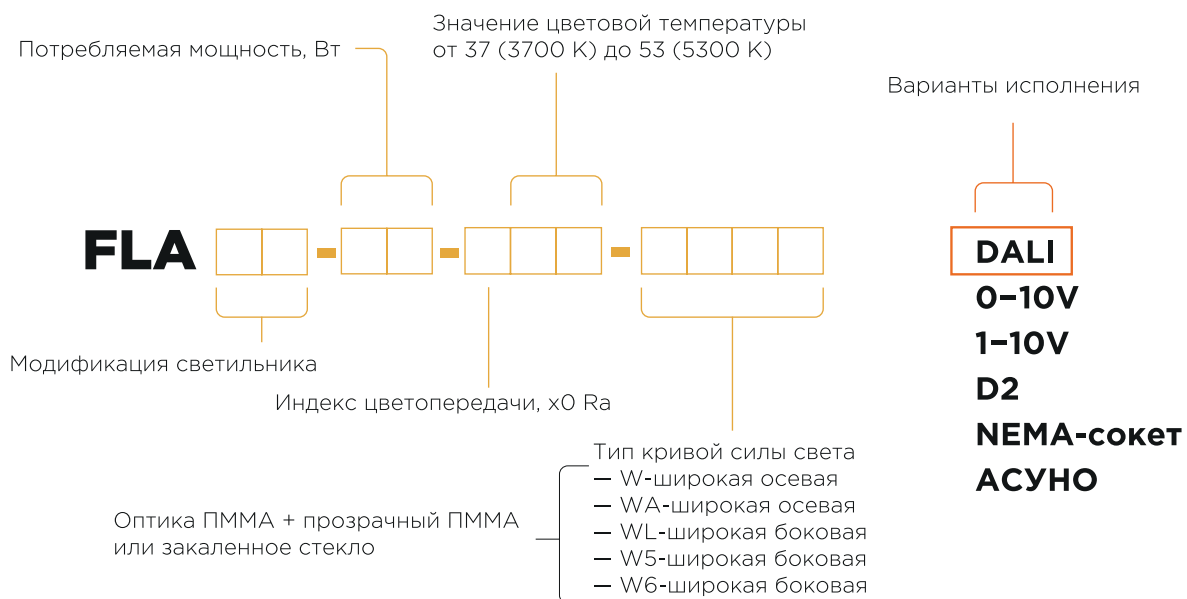 Значение цветовой температуры
от 37 (3700 К) до 53 (5300 К)
Потребляемая мощность, Вт
Варианты исполнения
FLA
DALI
0–10V
1–10V
D2
NEMA-сокет
АСУНО
Модификация светильника
Индекс цветопередачи, х0 Ra
Тип кривой силы света
— W-широкая осевая
— WA-широкая осевая
— WL-широкая боковая
— W5-широкая боковая
— W6-широкая боковая
Оптика ПММА + прозрачный ПММА
или закаленное стекло